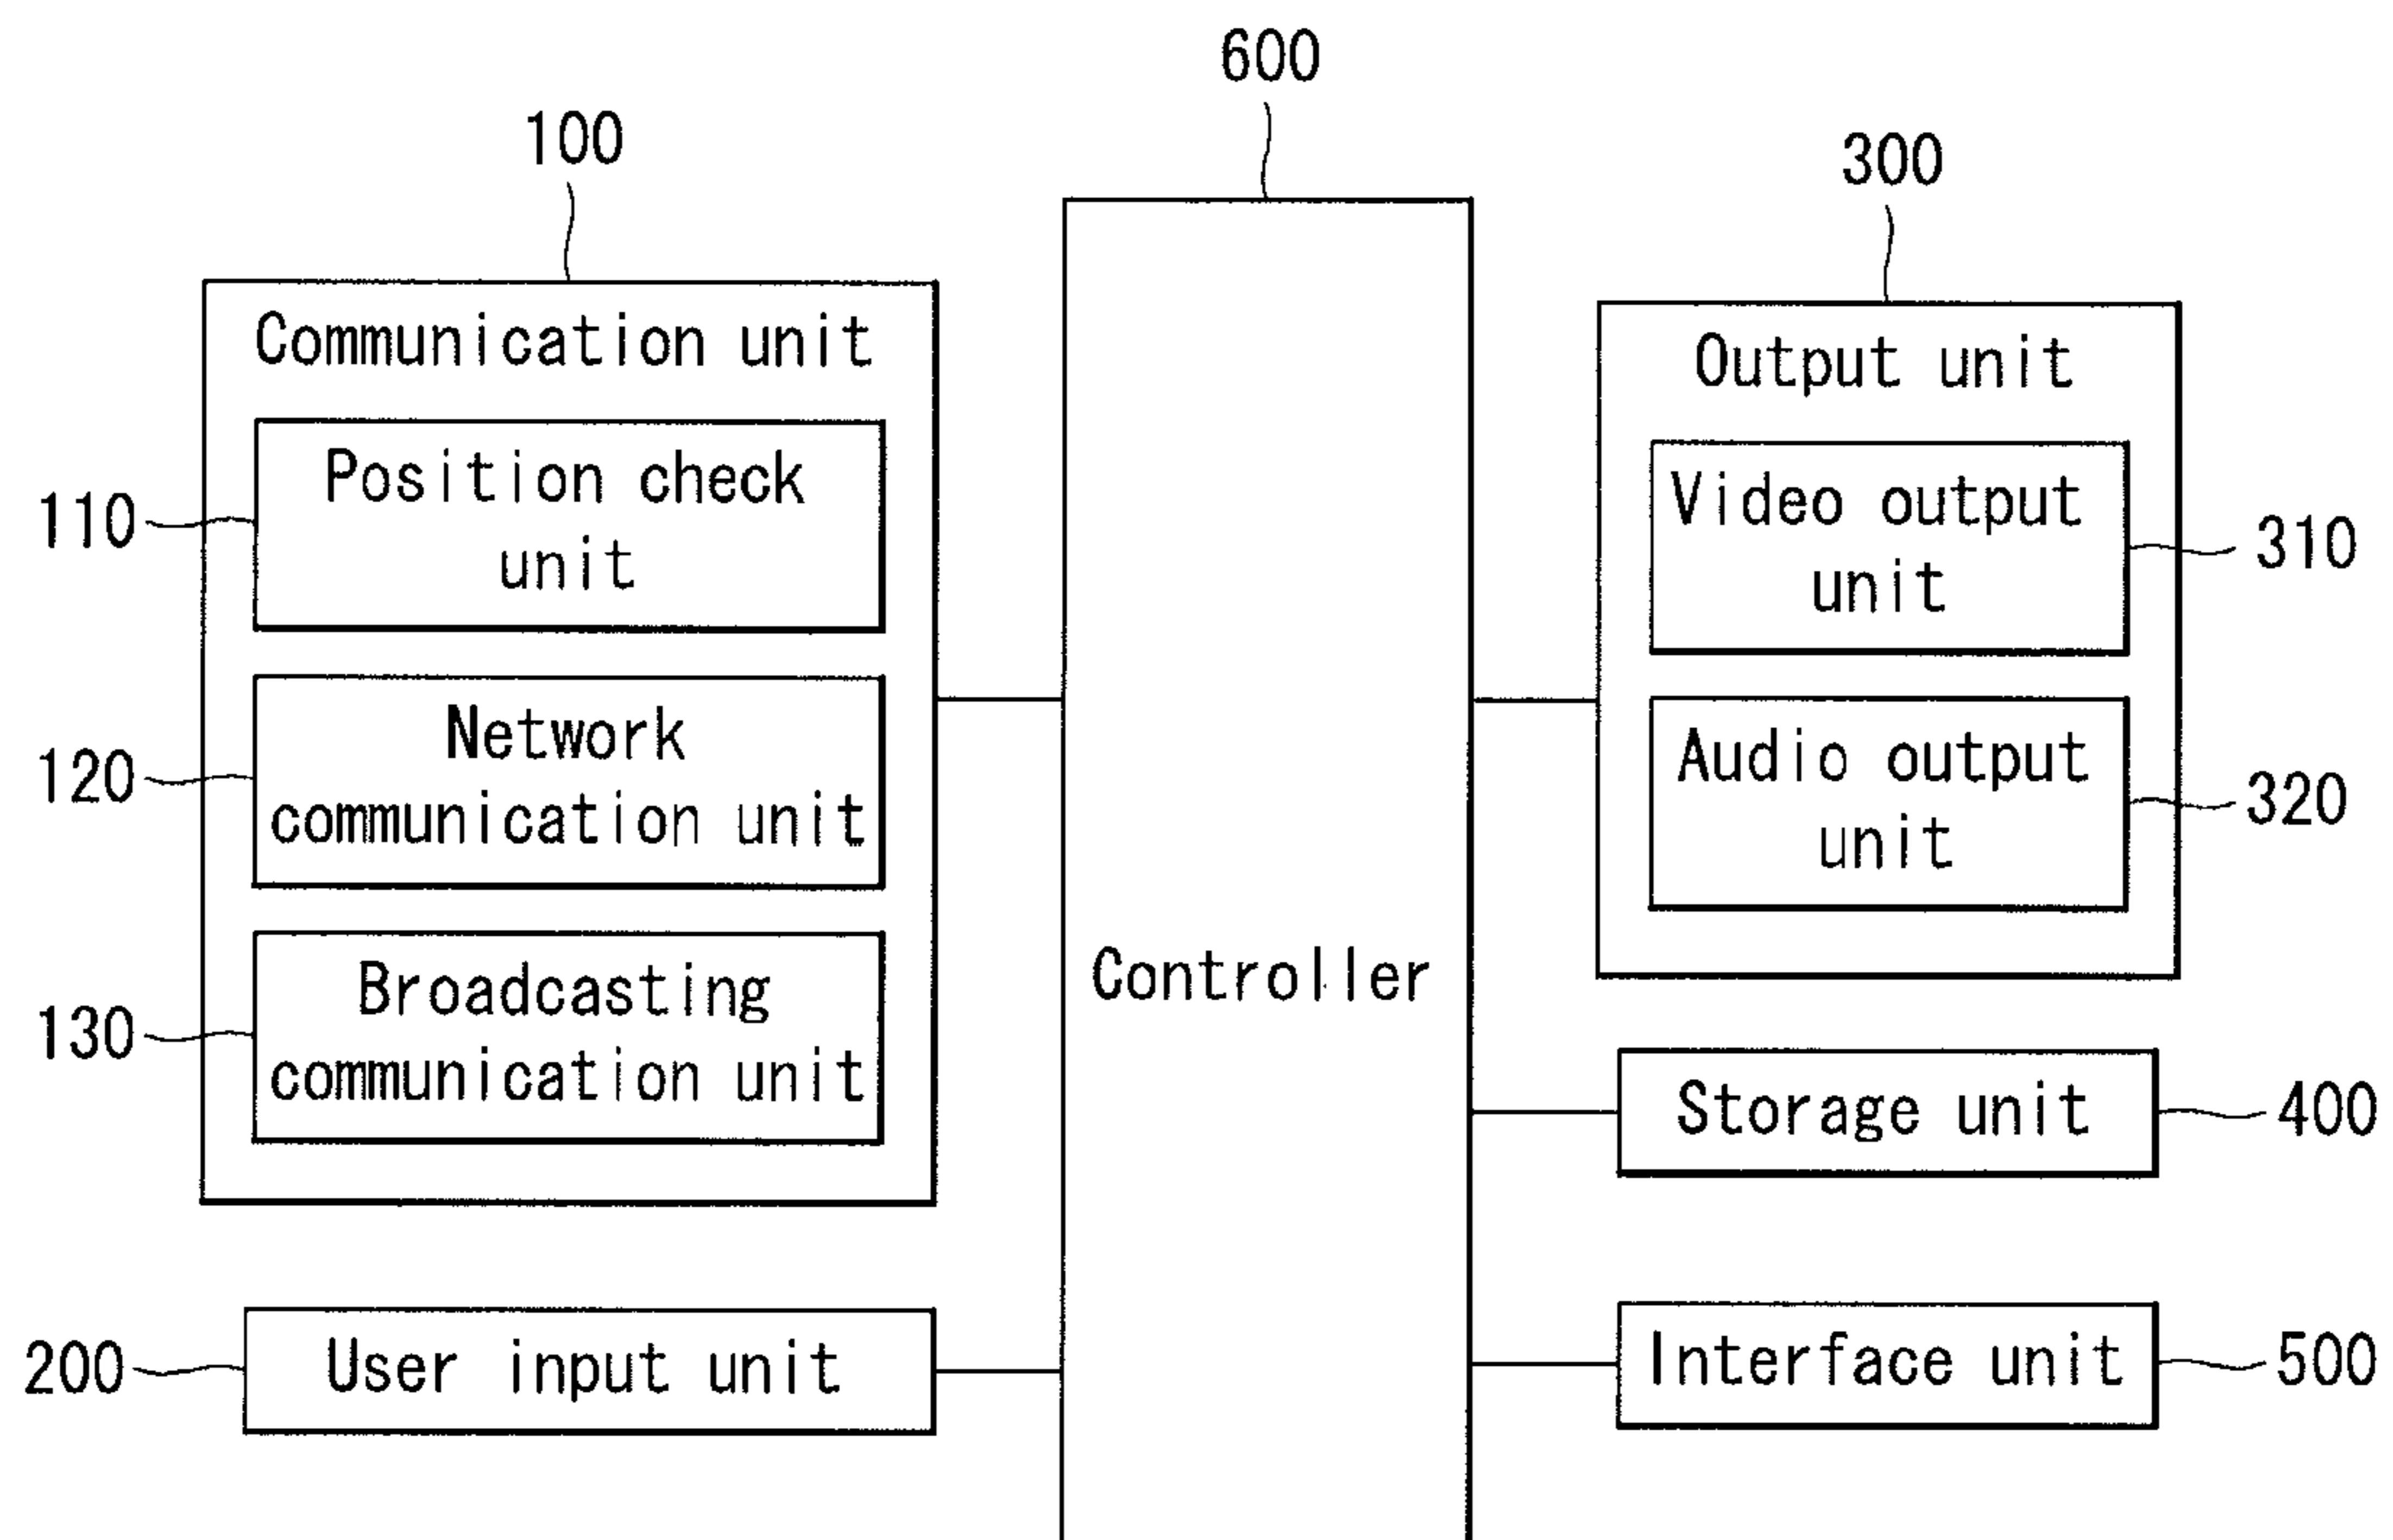 600
100
300
Communication unit
Output unit
Position check
unit
110
Video output
unit
310
Network
communication unit
120
Audio output
unit
320
Controller
Broadcasting
communication unit
130
Storage unit
400
User input unit
200
Interface unit
500